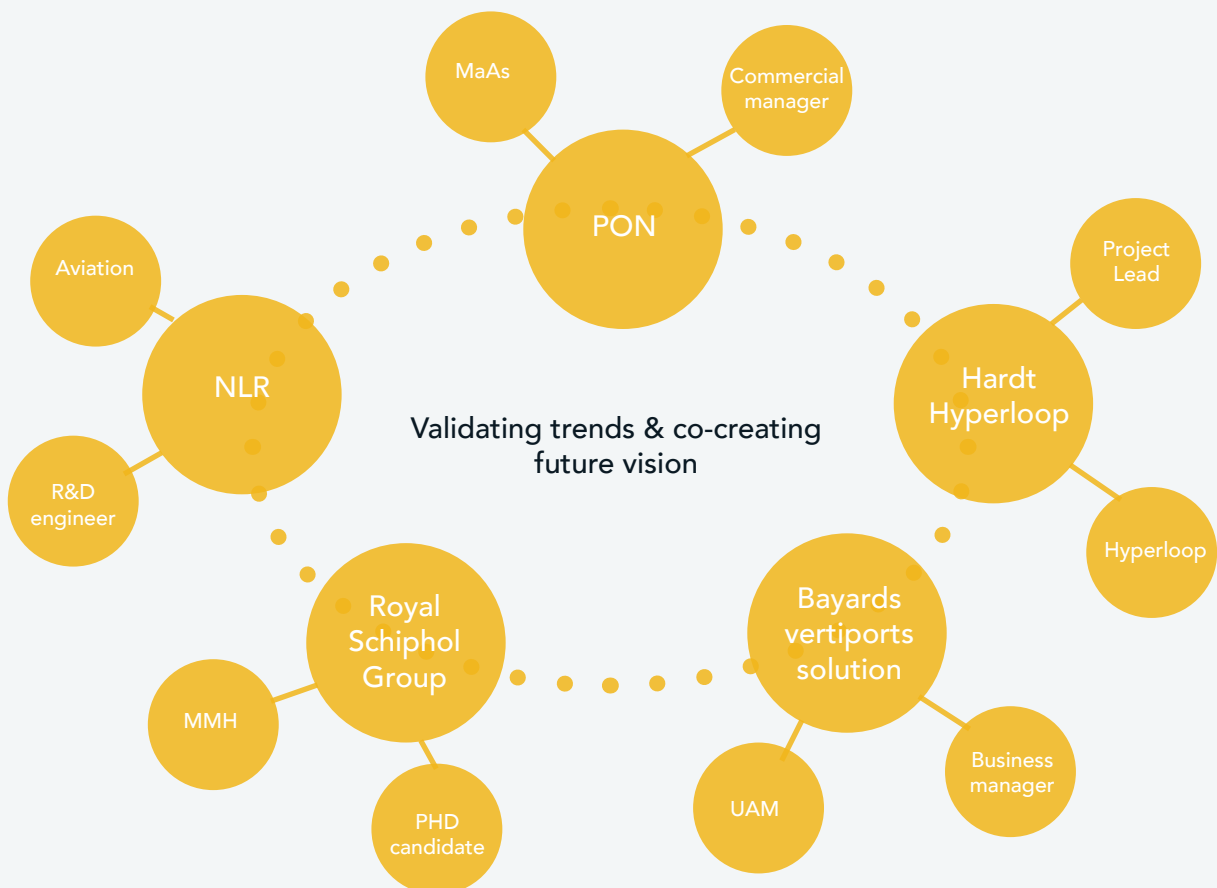 MaAs
Commercial
manager
PON
Aviation
Project
Lead
NLR
Hardt
Hyperloop
Validating trends & co-creating
future vision
R&D
engineer
Hyperloop
Royal
Schiphol
Group
Bayards
vertiports
solution
MMH
Business
manager
UAM
PHD
candidate